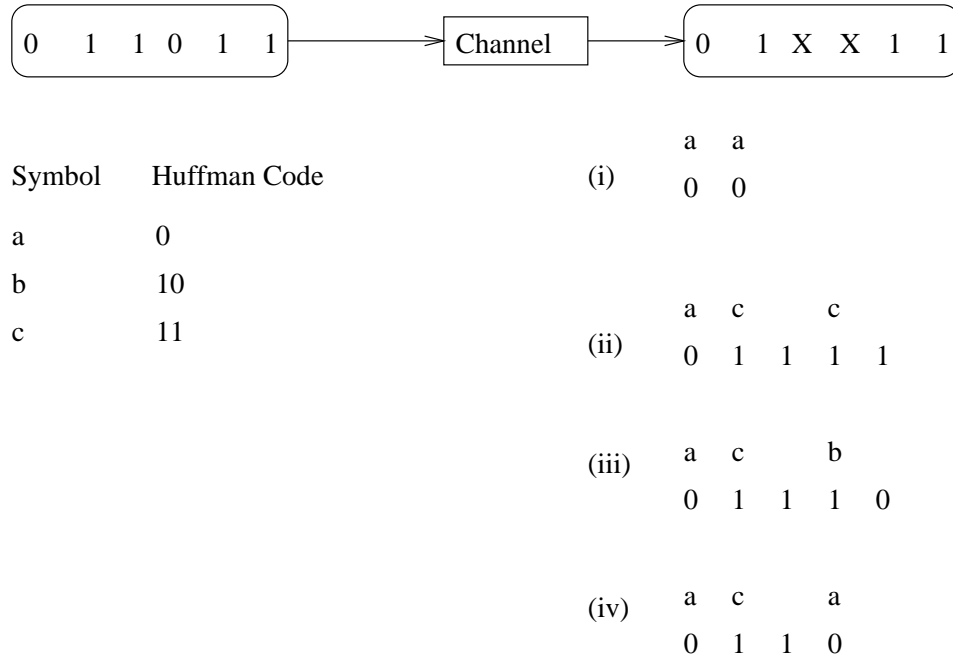 0 1 1 0 1 1 Channel 0 1 X X 1 1
Symbol Huffman Code
a 0
b 10
c 11
a a
(i)
0 0
a c c
(ii)
0 1 1 1 1
a c b
(iii)
0 1 1 1 0
a c a
(iv)
0 1 1 0